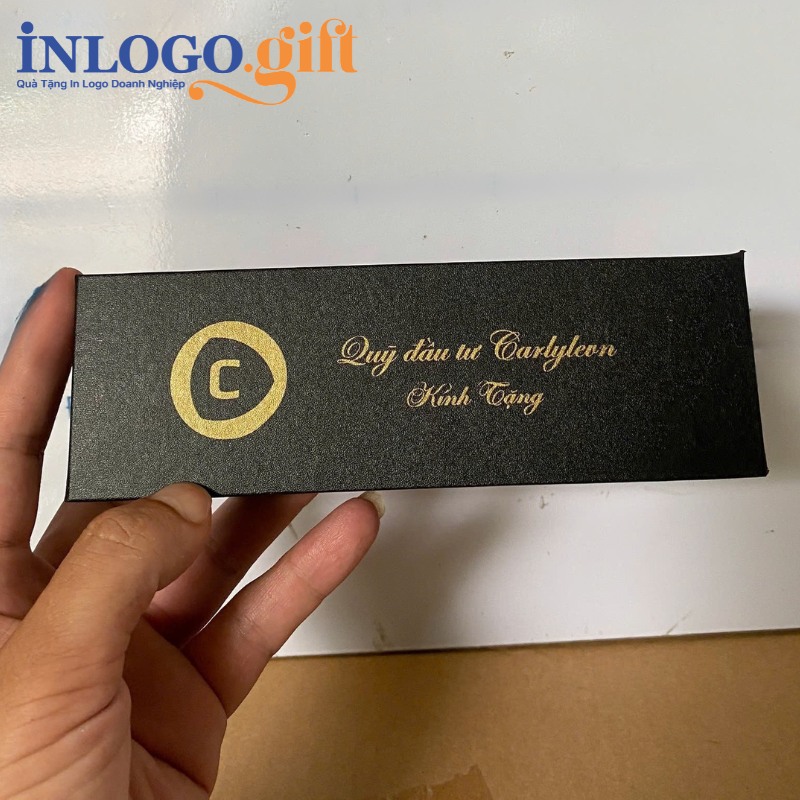 iNLOGO.gift
Quà Tặng In Logo Doanh Nghiệp
C
Quỹ đầu tư Carlyleon
Kính Tặng